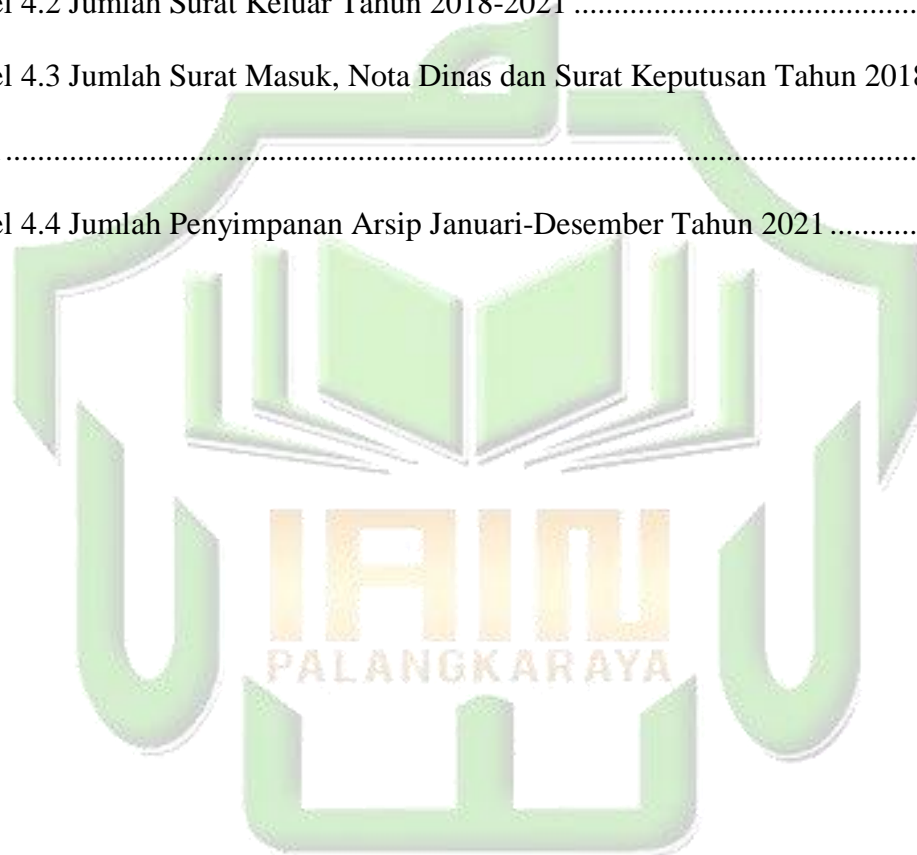 el 4.2 Jumlah Surat Keluar Tahun 2018-2021 ........................................
el 4.3 Jumlah Surat Masuk, Nota Dinas dan Surat Keputusan Tahun 2018
....................................................................................................................
el 4.4 Jumlah Penyimpanan Arsip Januari-Desember Tahun 2021 ...........
IAIN
PALANGKARAYA